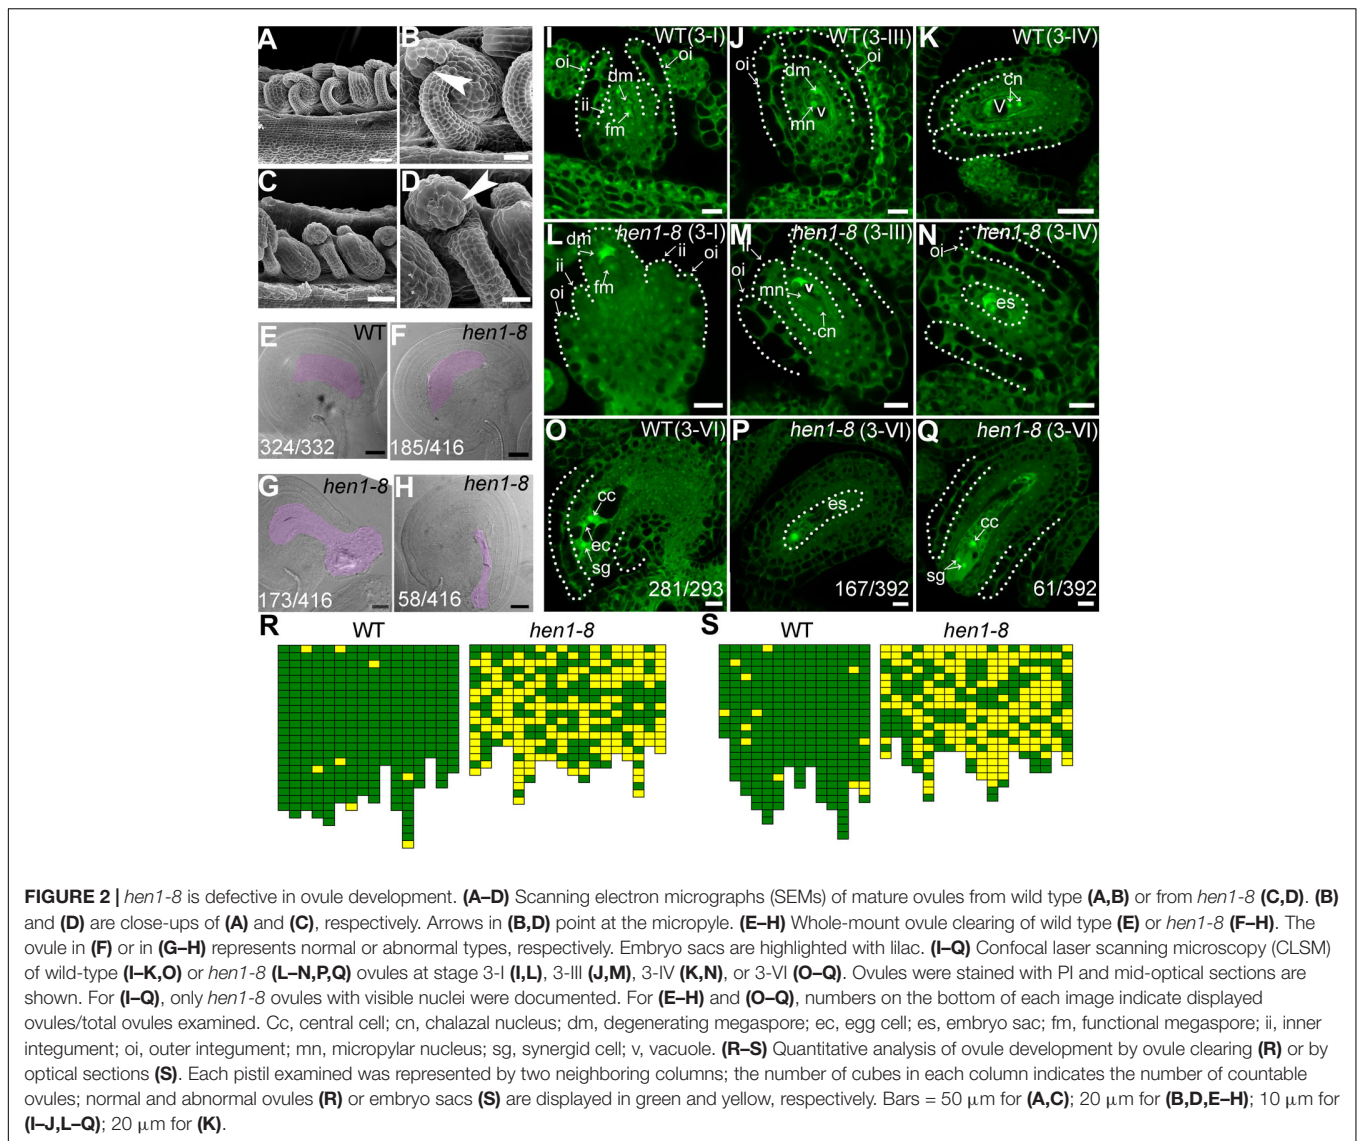 A
B
C
D
E WT
F hen1-8
324/332
185/416
G hen1-8
H hen1-8
173/416
58/416
I WT(3-I)
oi
oi
dm
ii
fm
J WT(3-III)
oi
dm
oi
mn
v
K WT(3-IV)
cn
V
L hen1-8 (3-I)
dm
ii
ii
oi
oi
fm
M hen1-8 (3-III)
ii
oi
mn
v
cn
N hen1-8 (3-IV)
oi
es
O WT(3-VI)
cc
ec
sg
281/293
P hen1-8 (3-VI)
es
167/392
Q hen1-8 (3-VI)
cc
sg
61/392
R WT hen1-8
S WT hen1-8
FIGURE 2 | hen1-8 is defective in ovule development. (A–D) Scanning electron micrographs (SEMs) of mature ovules from wild type (A,B) or from hen1-8 (C,D). (B)
and (D) are close-ups of (A) and (C), respectively. Arrows in (B,D) point at the micropyle. (E–H) Whole-mount ovule clearing of wild type (E) or hen1-8 (F–H). The
ovule in (F) or in (G–H) represents normal or abnormal types, respectively. Embryo sacs are highlighted with lilac. (I–Q) Confocal laser scanning microscopy (CLSM)
of wild-type (I–K,O) or hen1-8 (L–N,P,Q) ovules at stage 3-I (I,L), 3-III (J,M), 3-IV (K,N), or 3-VI (O–Q). Ovules were stained with PI and mid-optical sections are
shown. For (I–Q), only hen1-8 ovules with visible nuclei were documented. For (E–H) and (O–Q), numbers on the bottom of each image indicate displayed
ovules/total ovules examined. Cc, central cell; cn, chalazal nucleus; dm, degenerating megaspore; ec, egg cell; es, embryo sac; fm, functional megaspore; ii, inner
integument; oi, outer integument; mn, micropylar nucleus; sg, synergid cell; v, vacuole. (R–S) Quantitative analysis of ovule development by ovule clearing (R) or by
optical sections (S). Each pistil examined was represented by two neighboring columns; the number of cubes in each column indicates the number of countable
ovules; normal and abnormal ovules (R) or embryo sacs (S) are displayed in green and yellow, respectively. Bars = 50 μm for (A,C); 20 μm for (B,D,E–H); 10 μm for
(I–J,L–Q); 20 μm for (K).